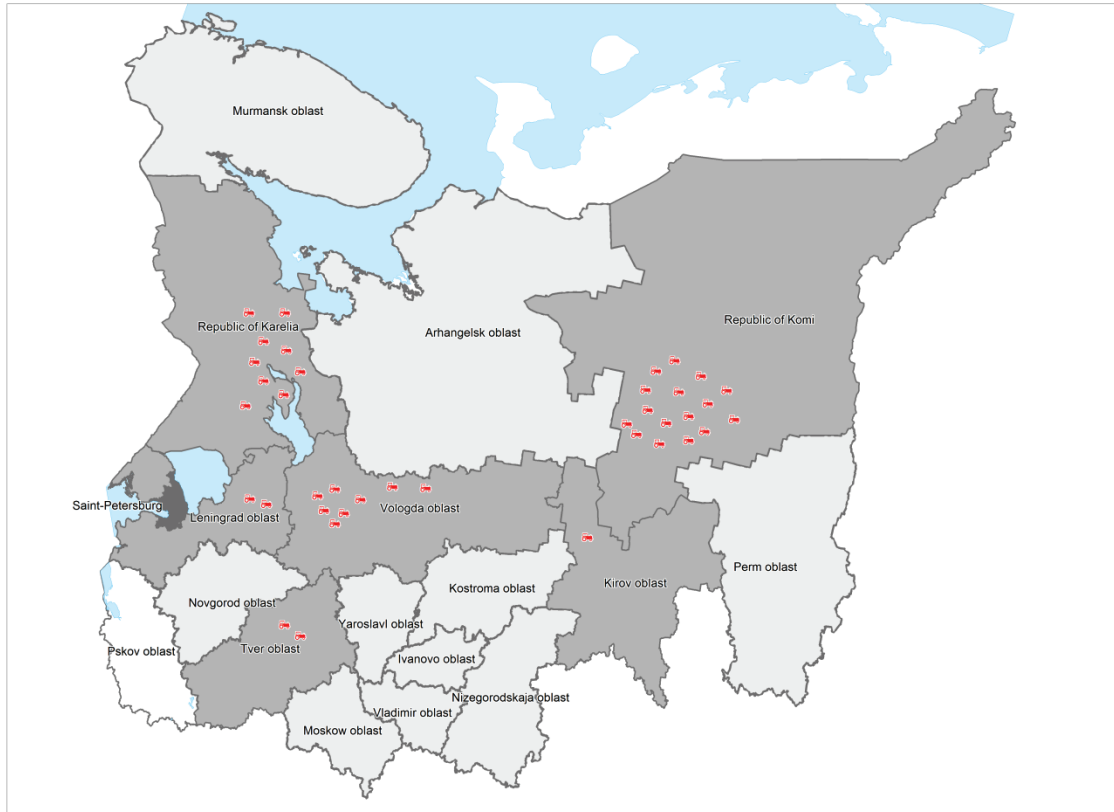 Murmansk oblast
Republic of Karelia
Arhangelsk oblast
Republic of Komi
Saint-Petersburg
Leningrad oblast
Vologda oblast
Novgorod oblast
Kostroma oblast
Kirov oblast
Perm oblast
Yaroslavl oblast
Pskov oblast
Tver oblast
Ivanovo oblast
Nizegorodskaja oblast
Vladimir oblast
Moskow oblast